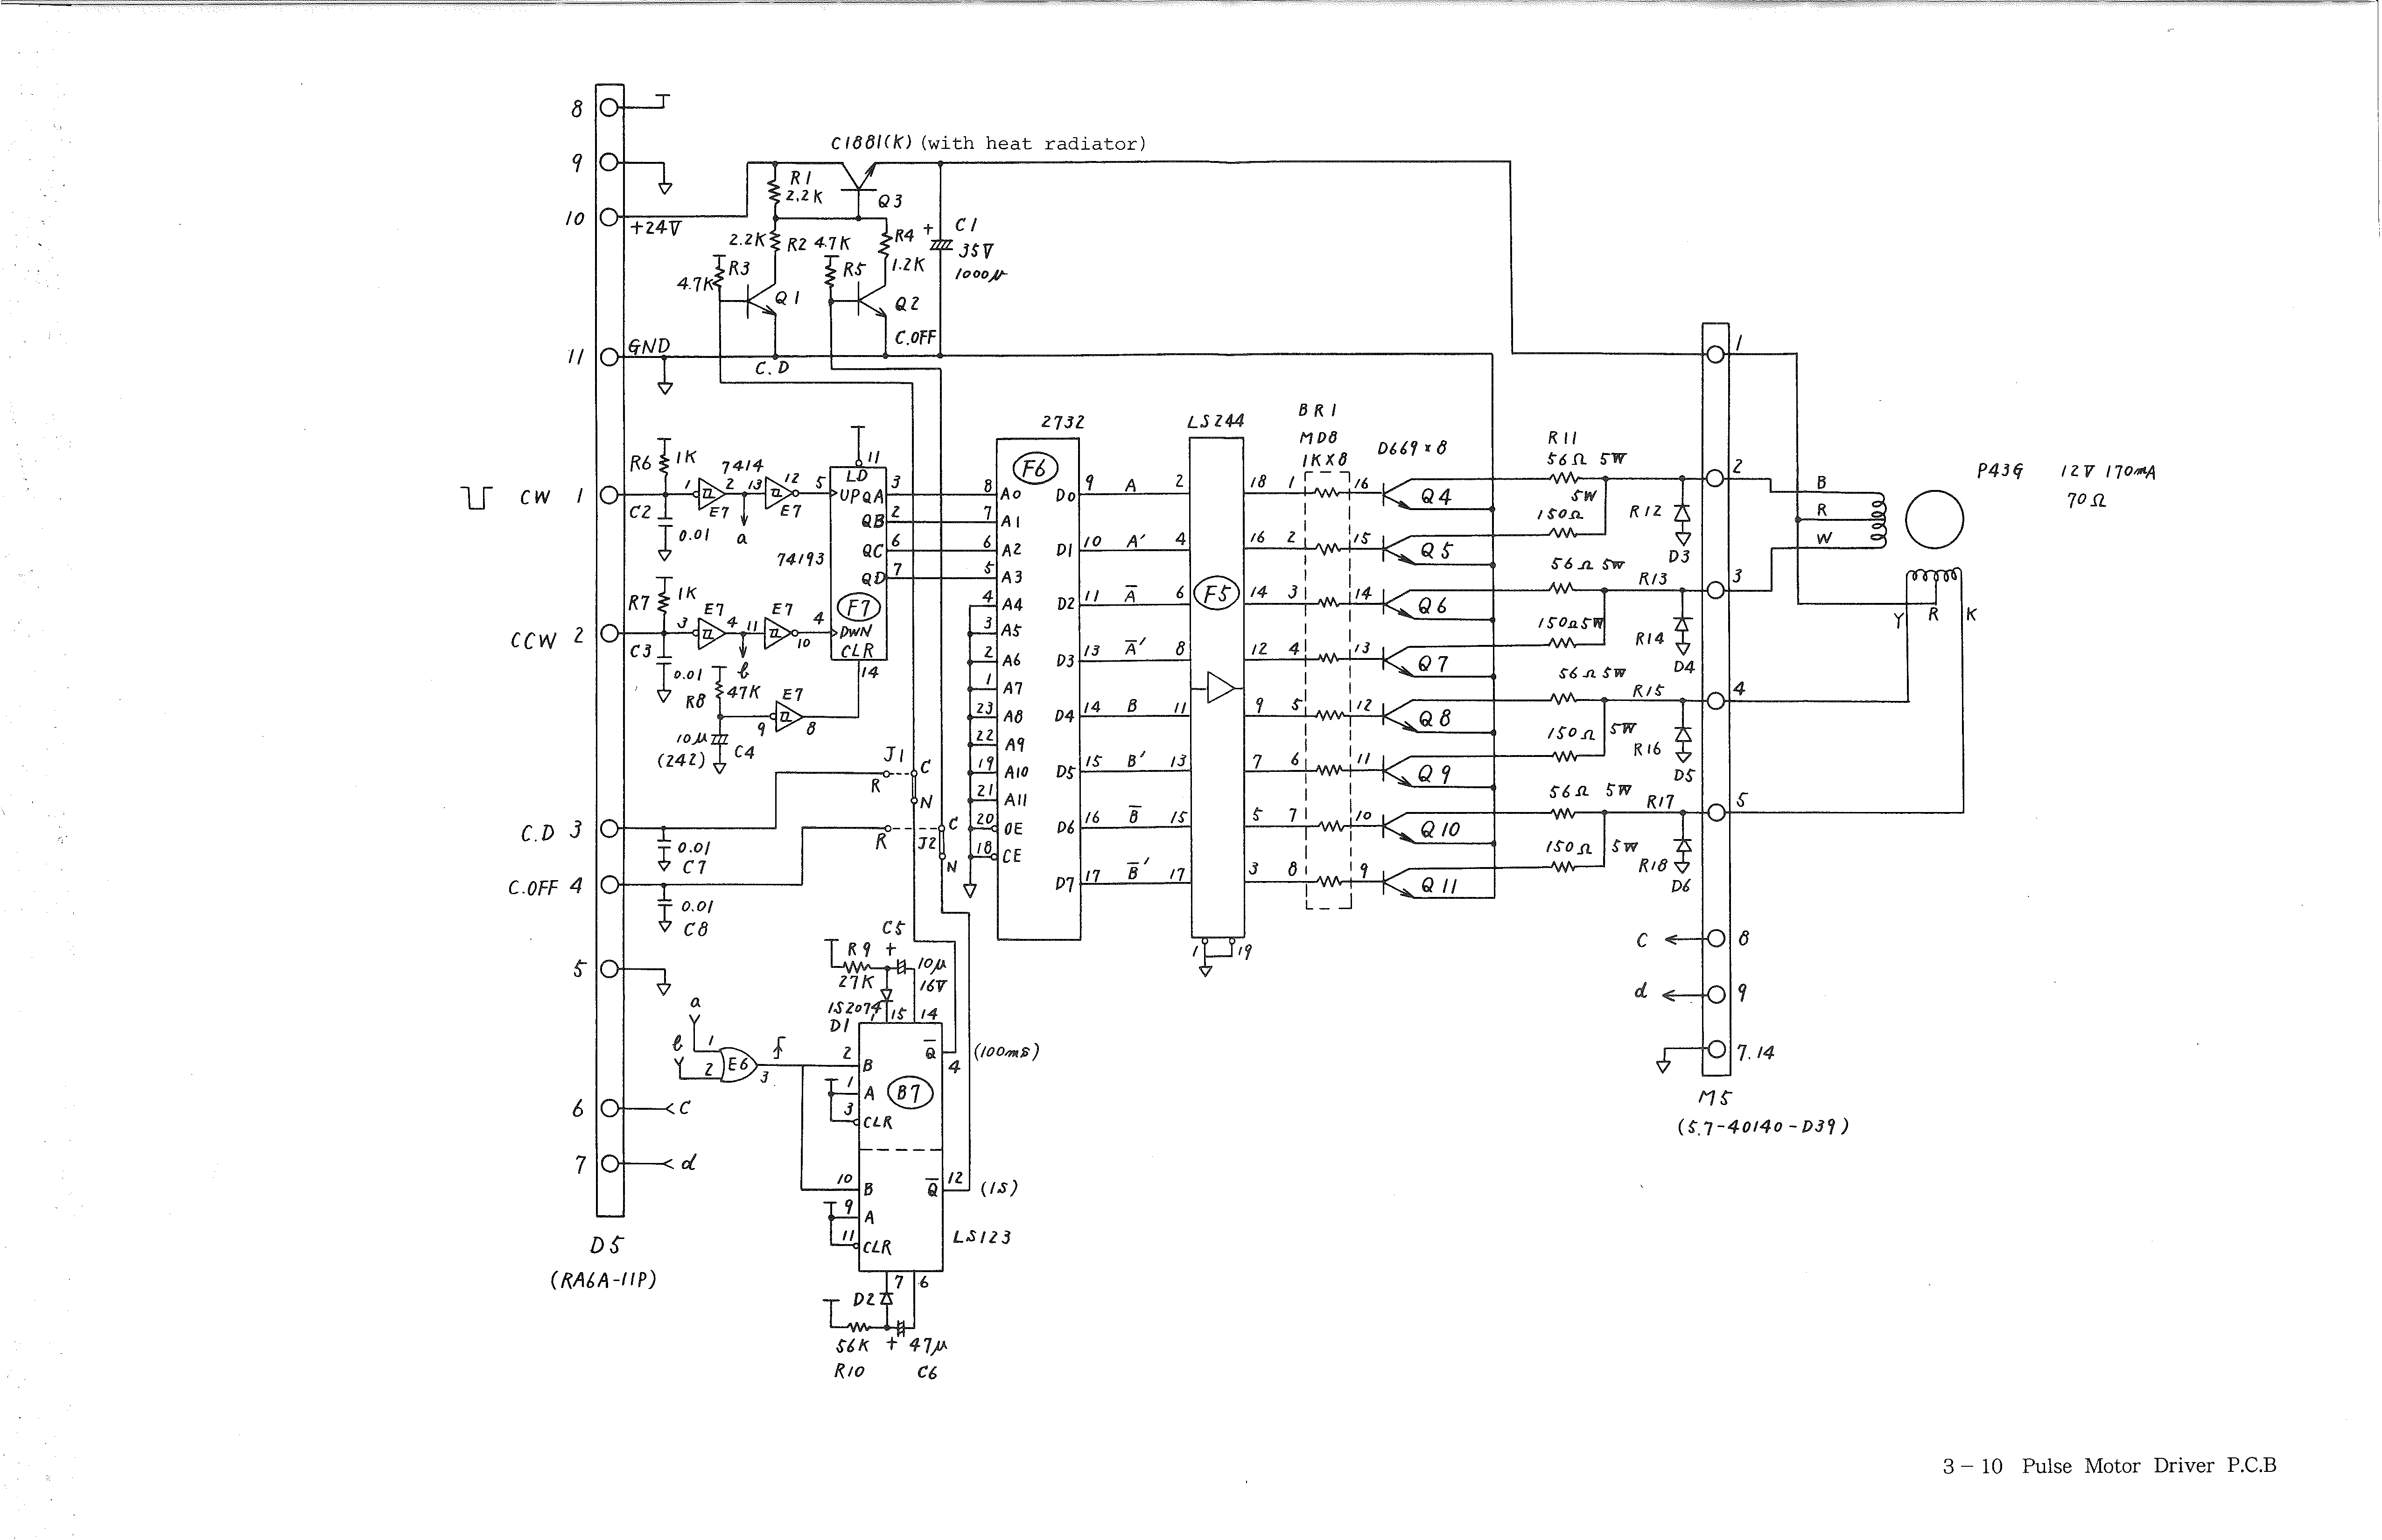 8
9
10
+24V
11
GND
C1881(K) (with heat radiator)
R1
2.2K
Q3
2.2K
R2
4.7K
R4
1.2K
+
C1
35V
1000μ
R3
4.7K
Q1
R5
Q2
C.OFF
C.D
CW 1
R6
1K
C2
0.01
1
7414
2
13
12
E7
E7
a
5
LD
11
UP
QA
3
QB
2
QC
6
QD
7
74193
F7
4
DWN
CLR
14
CCW 2
R7
1K
C3
0.01
3
E7
4
11
E7
10
b
R8
47K
10μ
(242)
C4
9
E7
8
C.D 3
0.01
C7
C.OFF 4
0.01
C8
J1
R
C
N
R
J2
C
N
5
6
C
7
d
D5
(RA6A-11P)
2732
F6
8 A0
7 A1
6 A2
5 A3
4 A4
3 A5
2 A6
1 A7
23 A8
22 A9
19 A10
21 A11
20 OE
18 CE
D0 9 A 2
D1 10 A' 4
D2 11 A̅ 6
D3 13 A̅' 8
D4 14 B 11
D5 15 B' 13
D6 16 B̅ 15
D7 17 B̅' 17
LS244
F5
1
19
18 1
16 2
14 3
12 4
9 5
7 6
5 7
3 8
BR1
MD8
1K×8
16
15
14
13
12
11
10
9
D669×8
Q4
Q5
Q6
Q7
Q8
Q9
Q10
Q11
R11
56Ω 5W
5W
150Ω
R12
D3
56Ω 5W
R13
150Ω 5W
R14
D4
56Ω 5W
R15
150Ω 5W
R16
D5
56Ω 5W
R17
150Ω 5W
R18
D6
1
2
3
4
5
C
8
d
9
7.14
M5
(5.7-40140-D39)
B
R
W
Y
R
K
P43G 12V 170mA
70Ω
R9
27K
C5
+
10μ
16V
1S2074
D1
15
14
a
b
1
2
E6
3
2
B
Q̅
4
(100mS)
1
A
B7
3
CLR
10
B
Q̅
12
(1S)
9
A
11
CLR
LS123
7
6
D2
56K
+
47μ
R10
C6
3－10 Pulse Motor Driver P.C.B